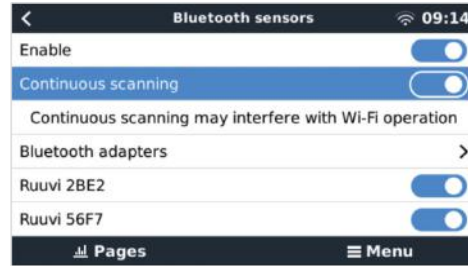 Bluetooth sensors 09:14
Enable
Continuous scanning
Continuous scanning may interfere with Wi-Fi operation
Bluetooth adapters
Ruuvi 2BE2
Ruuvi 56F7
Pages Menu